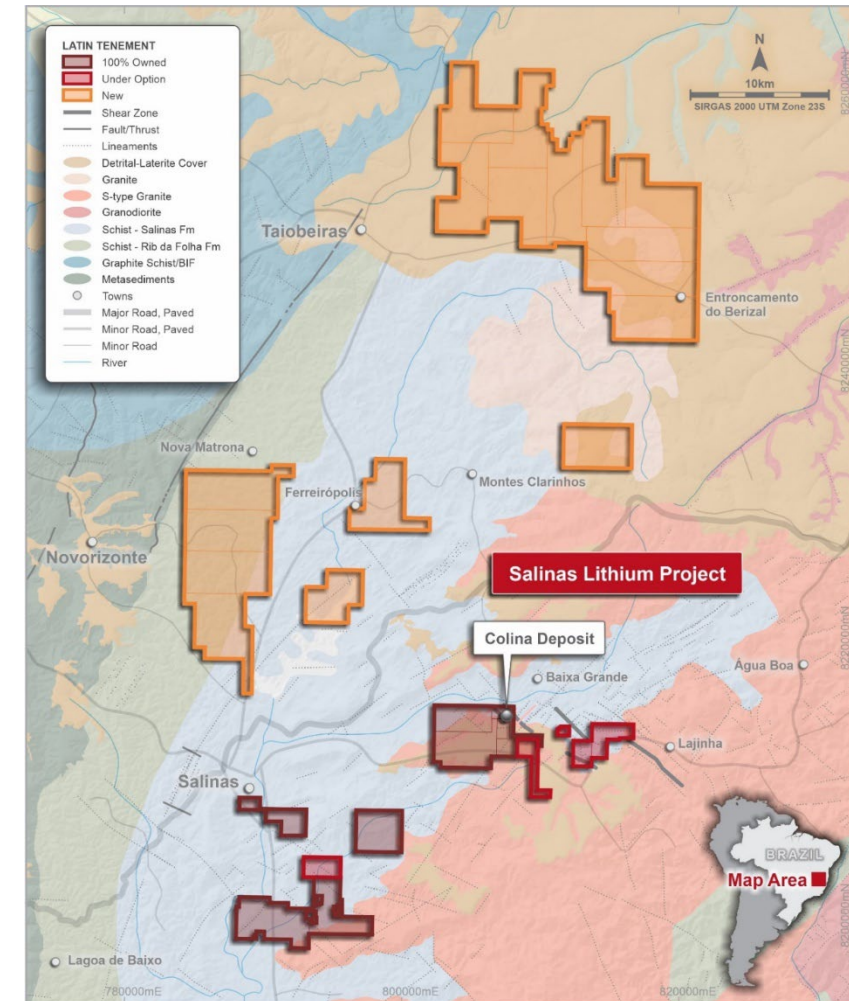 LATIN TENEMENT
100% Owned
Under Option
New
Shear Zone
Fault/Thrust
Lineaments
Detrital-Laterite Cover
Granite
S-type Granite
Granodiorite
Schist - Salinas Fm
Schist - Rib da Folha Fm
Graphite Schist/BIF
Metasediments
Towns
Major Road, Paved
Minor Road, Paved
Minor Road
River
N
10km
SIRGAS 2000 UTM Zone 23S
8260000mN
Taiobeiras
Entroncamento
do Berizal
8240000mN
Nova Matrona
Ferreirópolis
Montes Clarinhos
Novorizonte
Salinas Lithium Project
Colina Deposit
8220000mN
Água Boa
Baixa Grande
Lajinha
Salinas
BRAZIL
Map Area
8200000mN
Lagoa de Baixo
780000mE
800000mE
820000mE